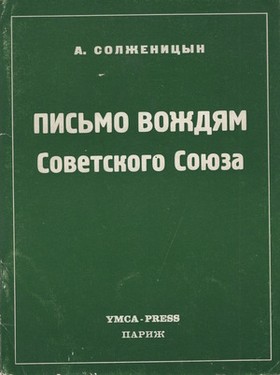 А. СОЛЖЕНИЦЫН
ПИСЬМО ВОЖДЯМ
Советского Союза
YMCA-PRESS
ПАРИЖ